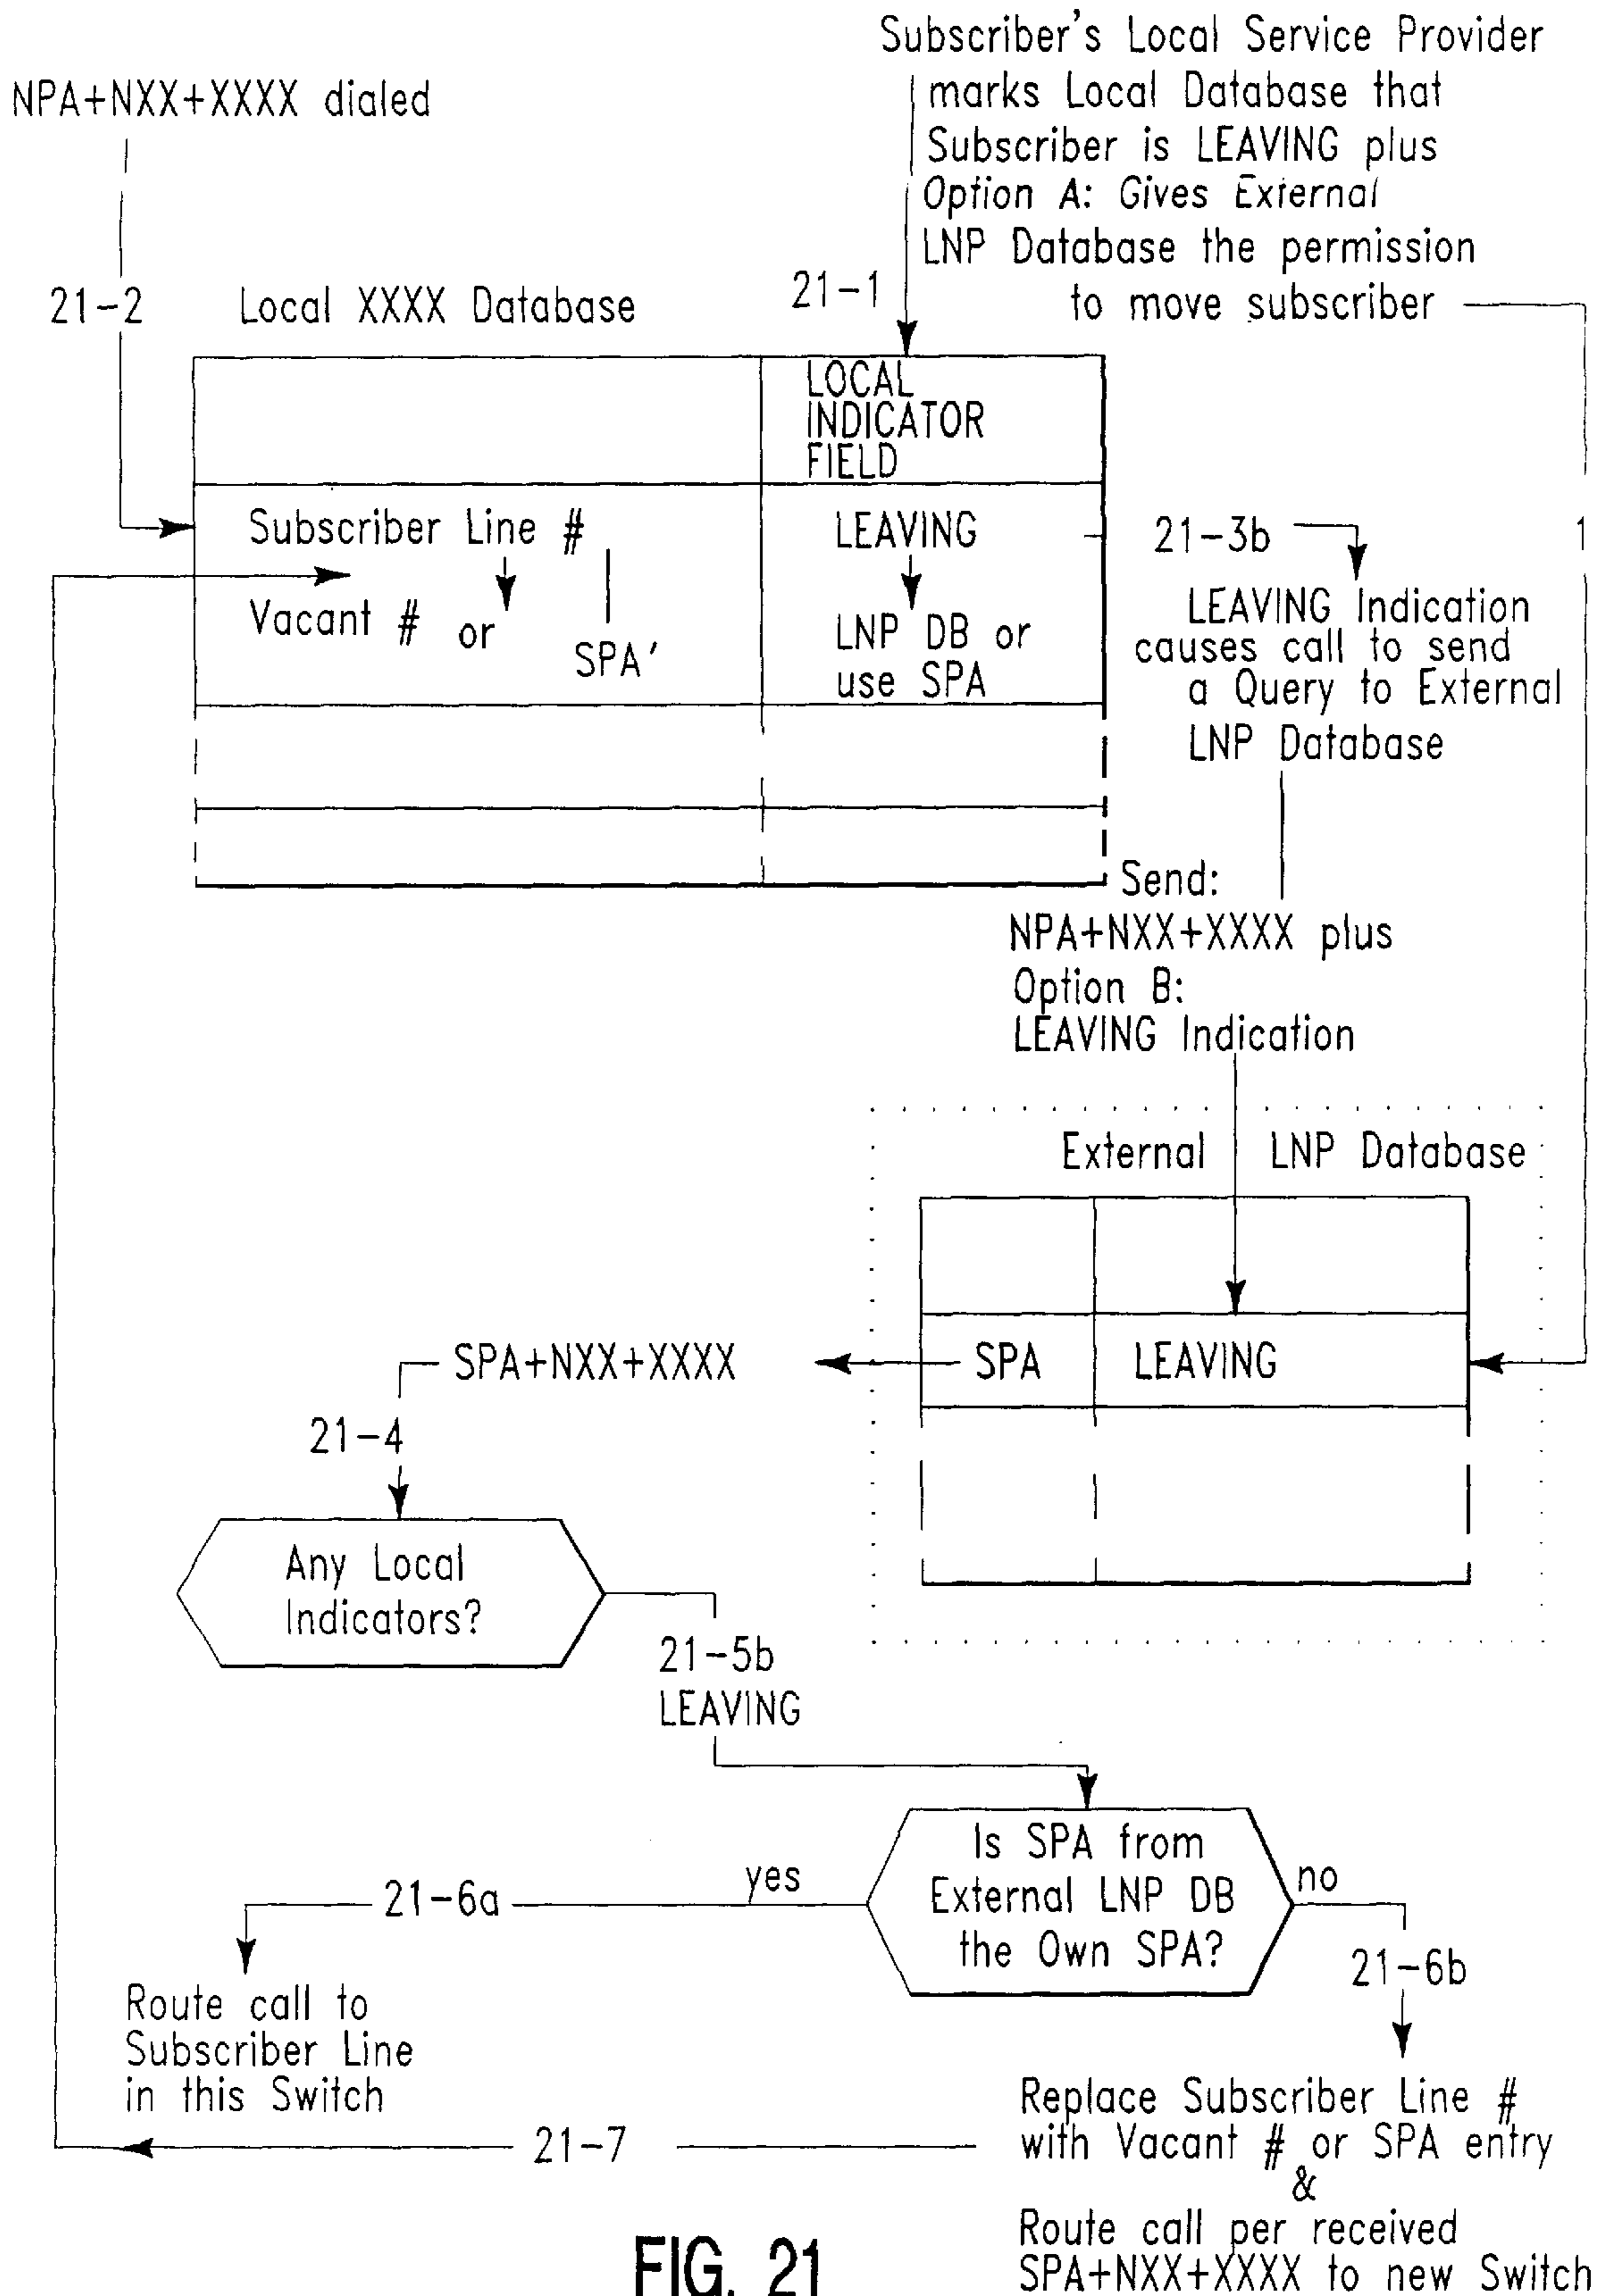 Subscriber's Local Service Provider
marks Local Database that
Subscriber is LEAVING plus
Option A: Gives External
LNP Database the permission
to move subscriber
NPA+NXX+XXXX dialed
21-2
Local XXXX Database
21-1
LOCAL
INDICATOR
FIELD
Subscriber Line #
LEAVING
Vacant # or
SPA'
LNP DB or
use SPA
21-3b
1
LEAVING Indication
causes call to send
a Query to External
LNP Database
Send:
NPA+NXX+XXXX plus
Option B:
LEAVING Indication
External LNP Database
SPA
LEAVING
SPA+NXX+XXXX
21-4
Any Local
Indicators?
21-5b
LEAVING
Is SPA from
External LNP DB
the Own SPA?
yes
no
21-6a
21-6b
Route call to
Subscriber Line
in this Switch
Replace Subscriber Line #
with Vacant # or SPA entry
&
Route call per received
SPA+NXX+XXXX to new Switch
21-7
FIG. 21